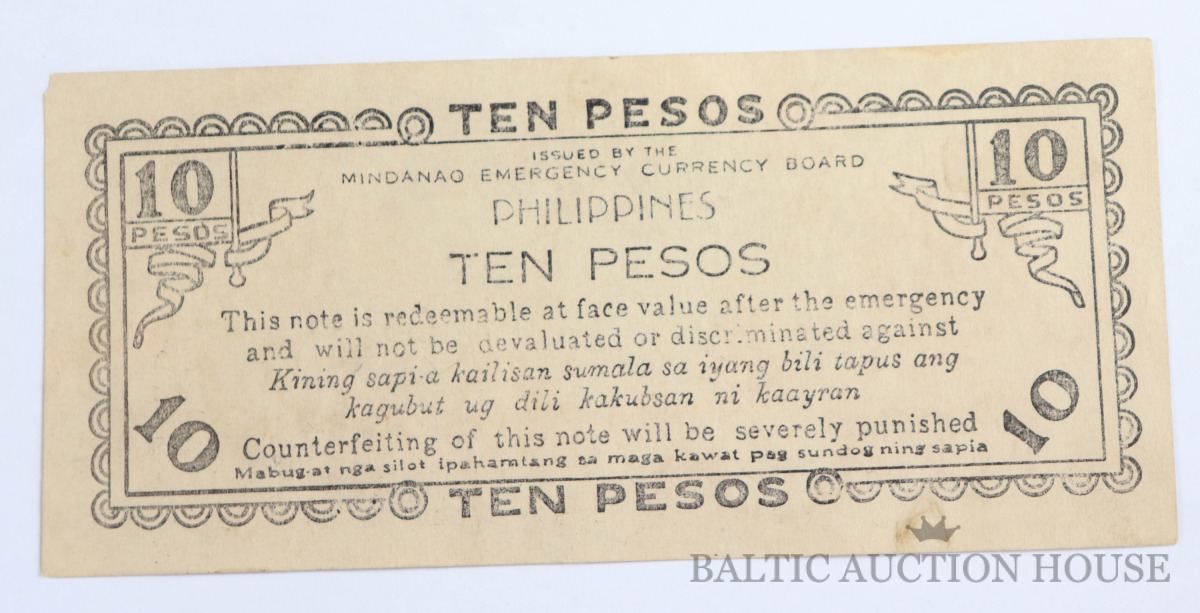 TEN PESOS
ISSUED BY THE
MINDANAO EMERGENCY CURRENCY BOARD
PHILIPPINES
TEN PESOS
10
PESOS
10
PESOS
This note is redeemable at face value after the emergency
and will not be devaluated or discriminated against
Kining sapi-a kailisan sumala sa iyang bili tapus ang
kagubut ug dili kakubsan ni kaayran
10
10
Counterfeiting of this note will be severely punished
Mabug-at nga silot ipahamtang sa maga kawat pag sundog ning sapia
TEN PESOS
BALTIC AUCTION HOUSE